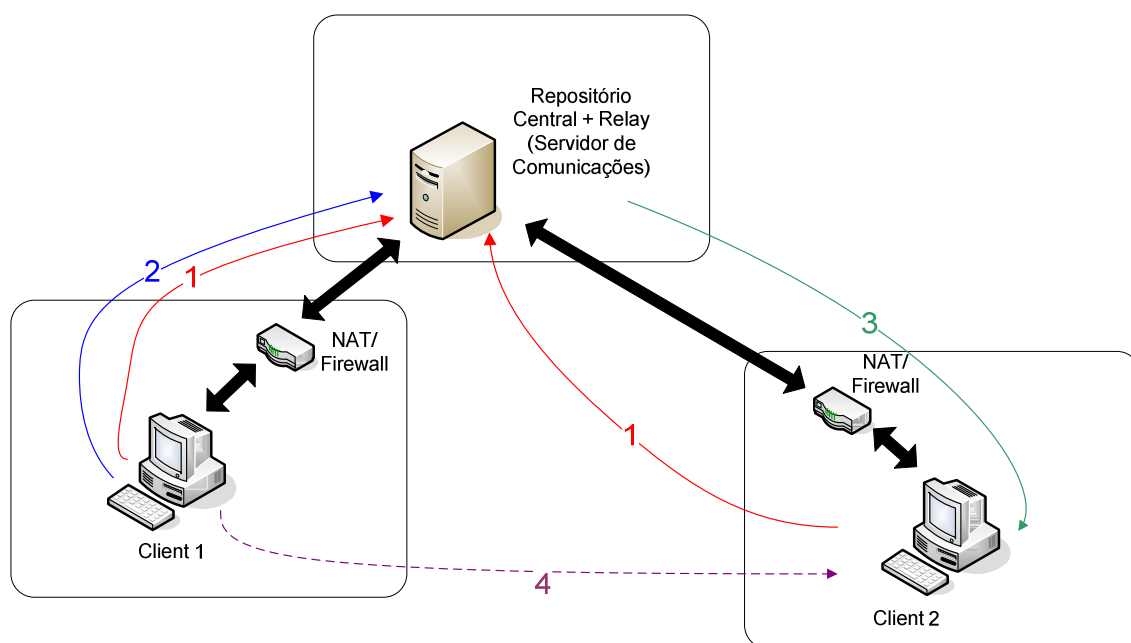 Repositório
Central + Relay
(Servidor de
Comunicações)
2
1
3
NAT/
Firewall
NAT/
Firewall
1
Client 1
4
Client 2